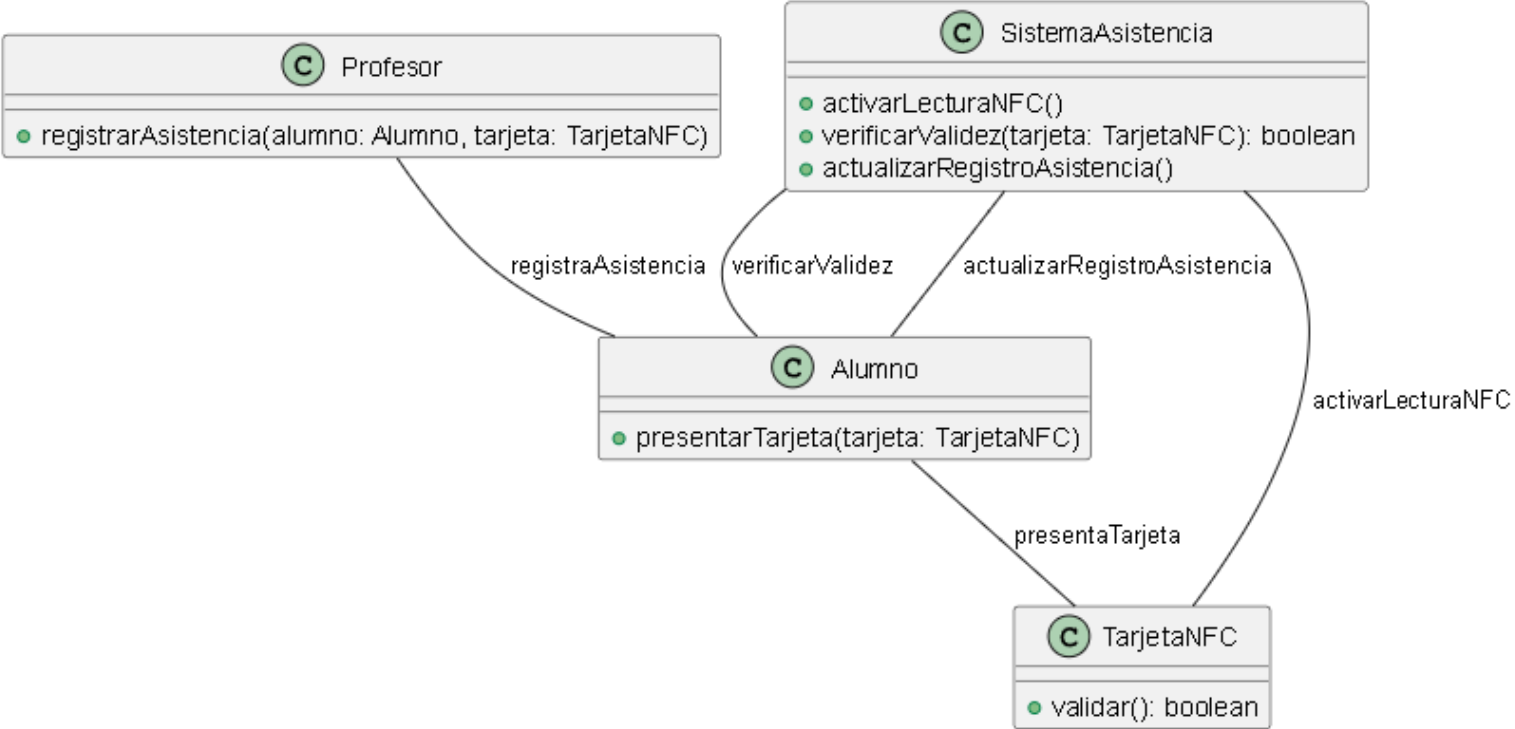 C Profesor
registrarAsistencia(alumno: Alumno, tarjeta: TarjetaNFC)
C SistemaAsistencia
activarLecturaNFC()
verificarValidez(tarjeta: TarjetaNFC): boolean
actualizarRegistroAsistencia()
registraAsistencia
verificarValidez
actualizarRegistroAsistencia
C Alumno
presentarTarjeta(tarjeta: TarjetaNFC)
activarLecturaNFC
presentaTarjeta
C TarjetaNFC
validar(): boolean